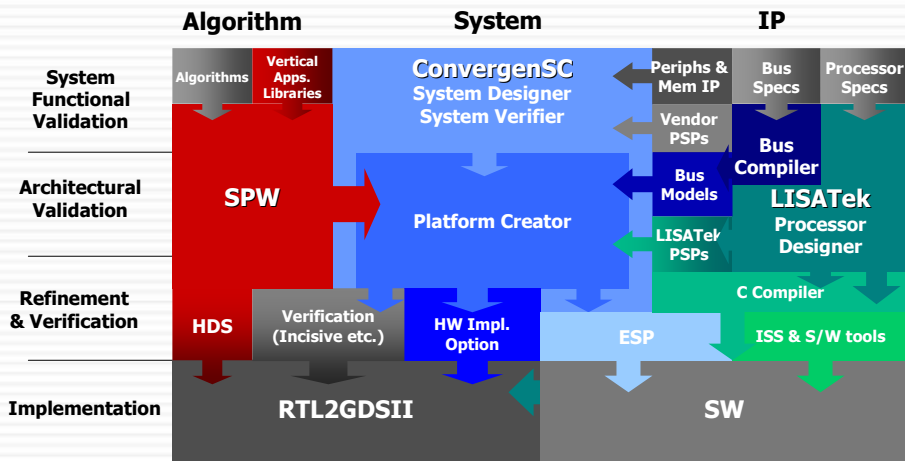 Algorithm
System
IP
System
Functional
Validation
Algorithms
Vertical
Apps.
Libraries
ConvergenSC
System Designer
System Verifier
Periphs &
Mem IP
Bus
Specs
Processor
Specs
Vendor
PSPs
Bus
Compiler
Architectural
Validation
SPW
Platform Creator
Bus
Models
LISATek
Processor
Designer
LISATek
PSPs
Refinement
& Verification
HDS
Verification
(Incisive etc.)
HW Impl.
Option
ESP
C Compiler
ISS & S/W tools
Implementation
RTL2GDSII
SW